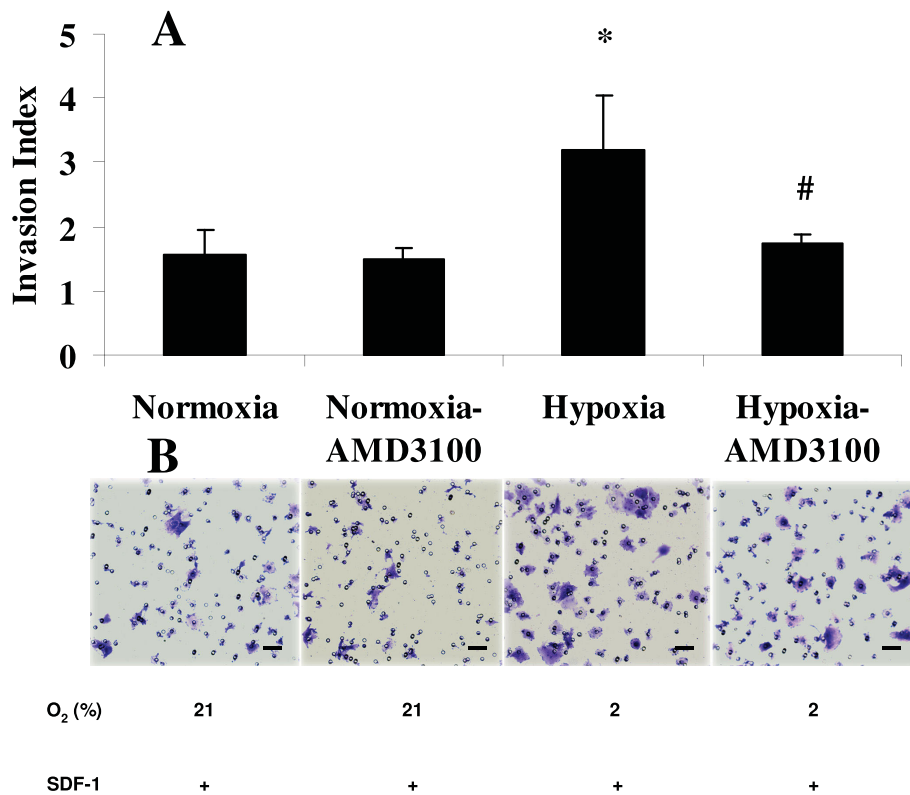 A
5
4
3
2
1
0
Invasion Index
*
#
Normoxia
Normoxia-
AMD3100
Hypoxia
Hypoxia-
AMD3100
B
O2 (%) 21 21 2 2
SDF-1 + + + +